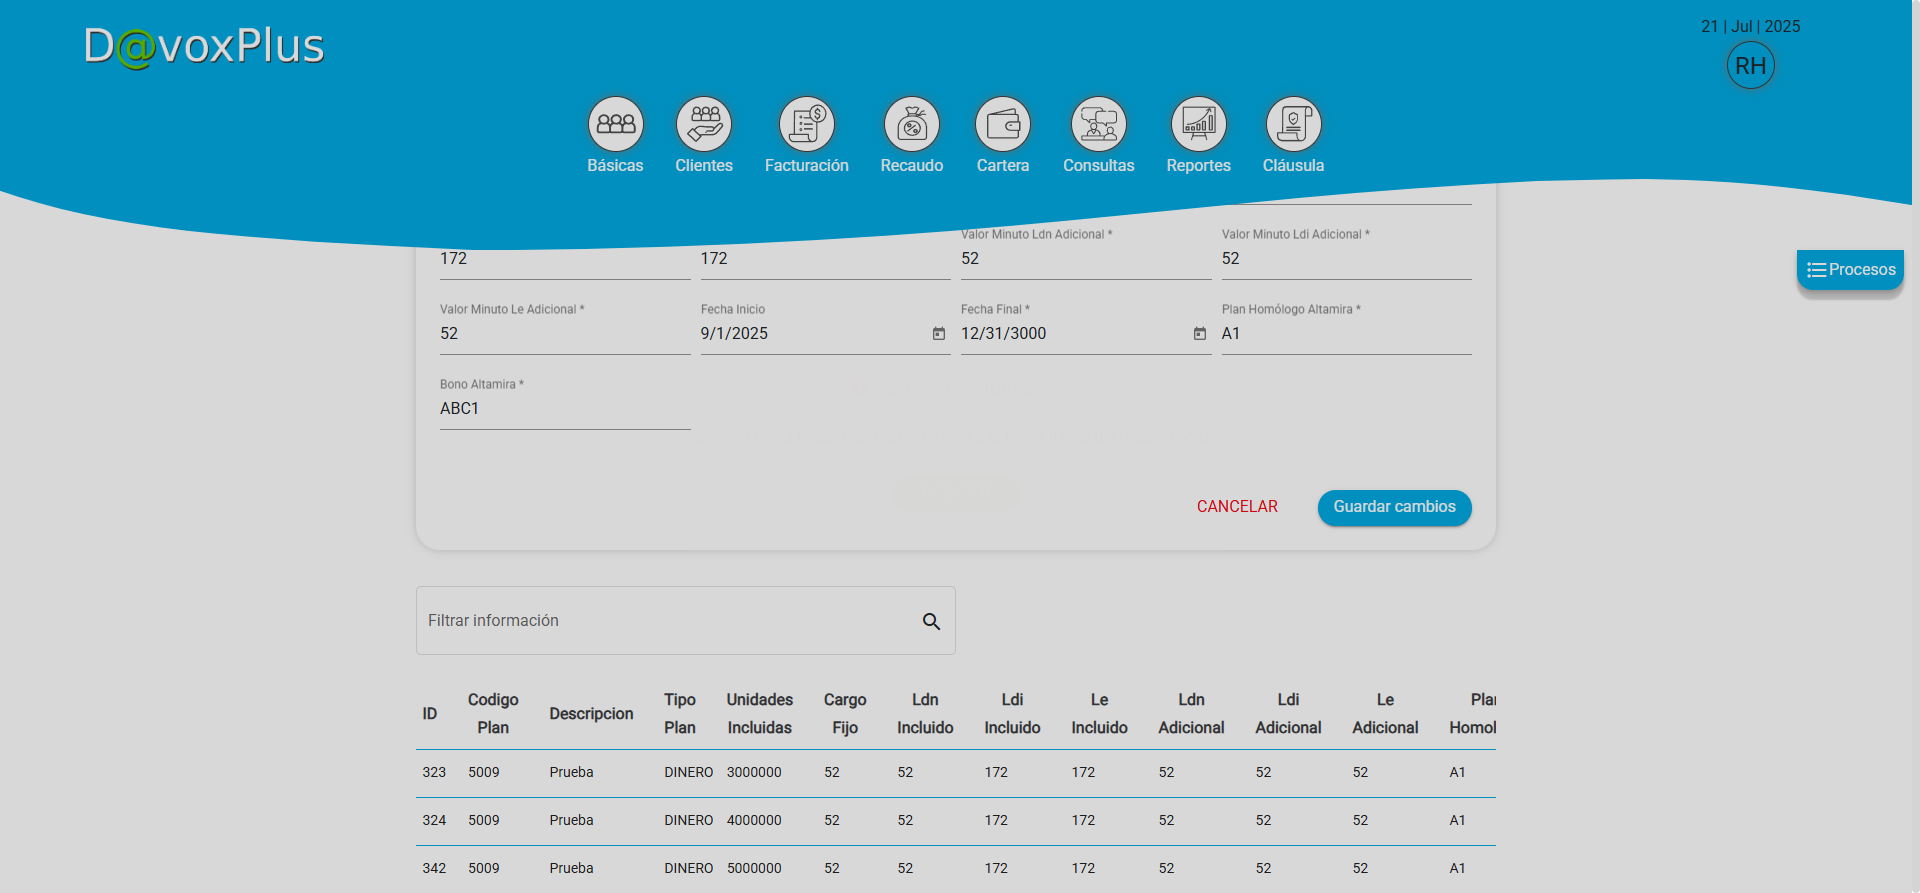 D@voxPlus
21 | Jul | 2025
RH
Básicas Clientes Facturación Recaudo Cartera Consultas Reportes Cláusula
Procesos
Valor Minuto Ldn Adicional * Valor Minuto Ldi Adicional *
172 172 52 52
Valor Minuto Le Adicional * Fecha Inicio Fecha Final * Plan Homólogo Altamira *
52 9/1/2025 12/31/3000 A1
Bono Altamira *
ABC1
CANCELAR Guardar cambios
Filtrar información
ID Codigo Plan Descripcion Tipo Plan Unidades Incluidas Cargo Fijo Ldn Incluido Ldi Incluido Le Incluido Ldn Adicional Ldi Adicional Le Adicional
323 5009 Prueba DINERO 3000000 52 52 172 172 52 52 52 A1
324 5009 Prueba DINERO 4000000 52 52 172 172 52 52 52 A1
342 5009 Prueba DINERO 5000000 52 52 172 172 52 52 52 A1